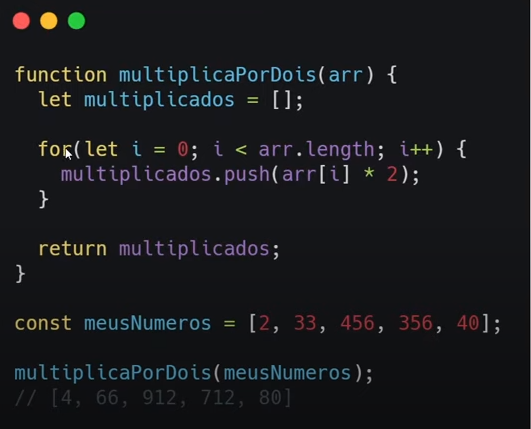 function multiplicaPorDois(arr) {
let multiplicados = [];
for(let i = 0; i < arr.length; i++) {
multiplicados.push(arr[i] * 2);
}
return multiplicados;
}
const meusNumeros = [2, 33, 456, 356, 40];
multiplicaPorDois(meusNumeros);
// [4, 66, 912, 712, 80]